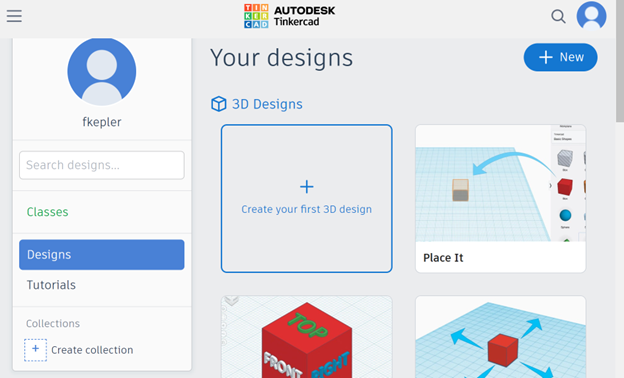 TIN
KER
CAD
AUTODESK
Tinkercad
fkepler
Search designs...
Classes
Designs
Tutorials
Collections
+ Create collection
Your designs
+ New
3D Designs
+
Create your first 3D design
Place It
TOP
FRONT
RIGHT